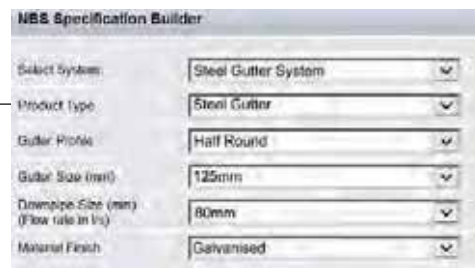 NBS Specification Builder
Select System: Steel Gutter System
Product Type Steel Gutter
Gutter Profile Half Round
Gutter Size (mm) 125mm
Downpipe Size (mm) 80mm
(Flow rate in l/s)
Material Finish Galvanised